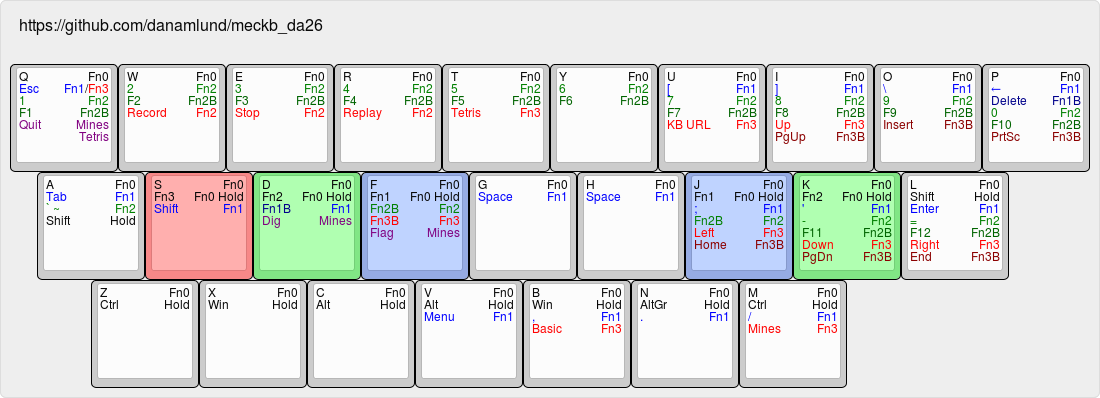 https://github.com/danamlund/meckb_da26
Q Fn0
Esc Fn1/Fn3
1 Fn2
F1 Fn2B
Quit Mines
Tetris
W Fn0
2 Fn2
F2 Fn2B
Record Fn2
E Fn0
3 Fn2
F3 Fn2B
Stop Fn2
R Fn0
4 Fn2
F4 Fn2B
Replay Fn2
T Fn0
5 Fn2
F5 Fn2B
Tetris Fn3
Y Fn0
6 Fn2
F6 Fn2B
U Fn0
[ Fn1
7 Fn2
F7 Fn2B
KB URL Fn3
I Fn0
] Fn1
8 Fn2
F8 Fn2B
Up Fn3
PgUp Fn3B
O Fn0
\ Fn1
9 Fn2
F9 Fn2B
Insert Fn3B
P Fn0
← Fn1
Delete Fn1B
0 Fn2
F10 Fn2B
PrtSc Fn3B
A Fn0
Tab Fn1
` ~ Fn2
Shift Hold
S Fn0
Fn3 Fn0 Hold
Shift Fn1
D Fn0
Fn2 Fn0 Hold
Fn1B Fn1
Dig Mines
F Fn0
Fn1 Fn0 Hold
Fn2B Fn2
Fn3B Fn3
Flag Mines
G Fn0
Space Fn1
H Fn0
Space Fn1
J Fn0
Fn1 Fn0 Hold
; Fn1
Fn2B Fn2
Left Fn3
Home Fn3B
K Fn0
Fn2 Fn0 Hold
' Fn1
- Fn2
F11 Fn2B
Down Fn3
PgDn Fn3B
L Fn0
Shift Hold
Enter Fn1
= Fn2
F12 Fn2B
Right Fn3
End Fn3B
Z Fn0
Ctrl Hold
X Fn0
Win Hold
C Fn0
Alt Hold
V Fn0
Alt Hold
Menu Fn1
B Fn0
Win Hold
, Fn1
Basic Fn3
N Fn0
AltGr Hold
. Fn1
M Fn0
Ctrl Hold
/ Fn1
Mines Fn3